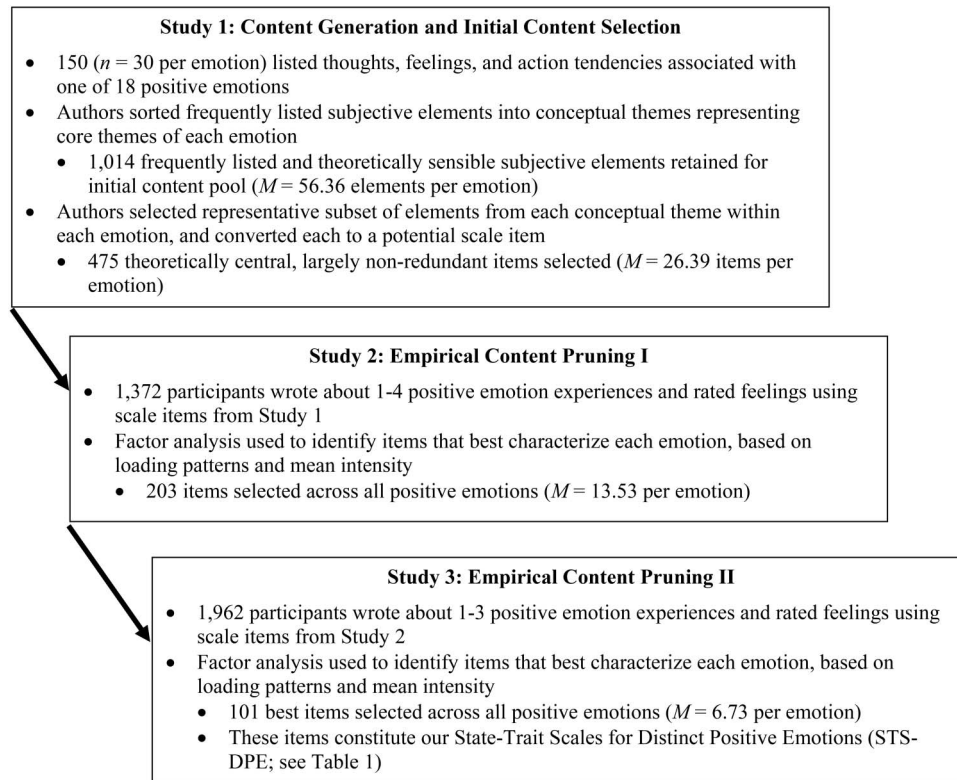 Study 1: Content Generation and Initial Content Selection
• 150 (n = 30 per emotion) listed thoughts, feelings, and action tendencies associated with
one of 18 positive emotions
• Authors sorted frequently listed subjective elements into conceptual themes representing
core themes of each emotion
• 1,014 frequently listed and theoretically sensible subjective elements retained for
initial content pool (M = 56.36 elements per emotion)
• Authors selected representative subset of elements from each conceptual theme within
each emotion, and converted each to a potential scale item
• 475 theoretically central, largely non-redundant items selected (M = 26.39 items per
emotion)
Study 2: Empirical Content Pruning I
• 1,372 participants wrote about 1-4 positive emotion experiences and rated feelings using
scale items from Study 1
• Factor analysis used to identify items that best characterize each emotion, based on
loading patterns and mean intensity
• 203 items selected across all positive emotions (M = 13.53 per emotion)
Study 3: Empirical Content Pruning II
• 1,962 participants wrote about 1-3 positive emotion experiences and rated feelings using
scale items from Study 2
• Factor analysis used to identify items that best characterize each emotion, based on
loading patterns and mean intensity
• 101 best items selected across all positive emotions (M = 6.73 per emotion)
• These items constitute our State-Trait Scales for Distinct Positive Emotions (STS-
DPE; see Table 1)